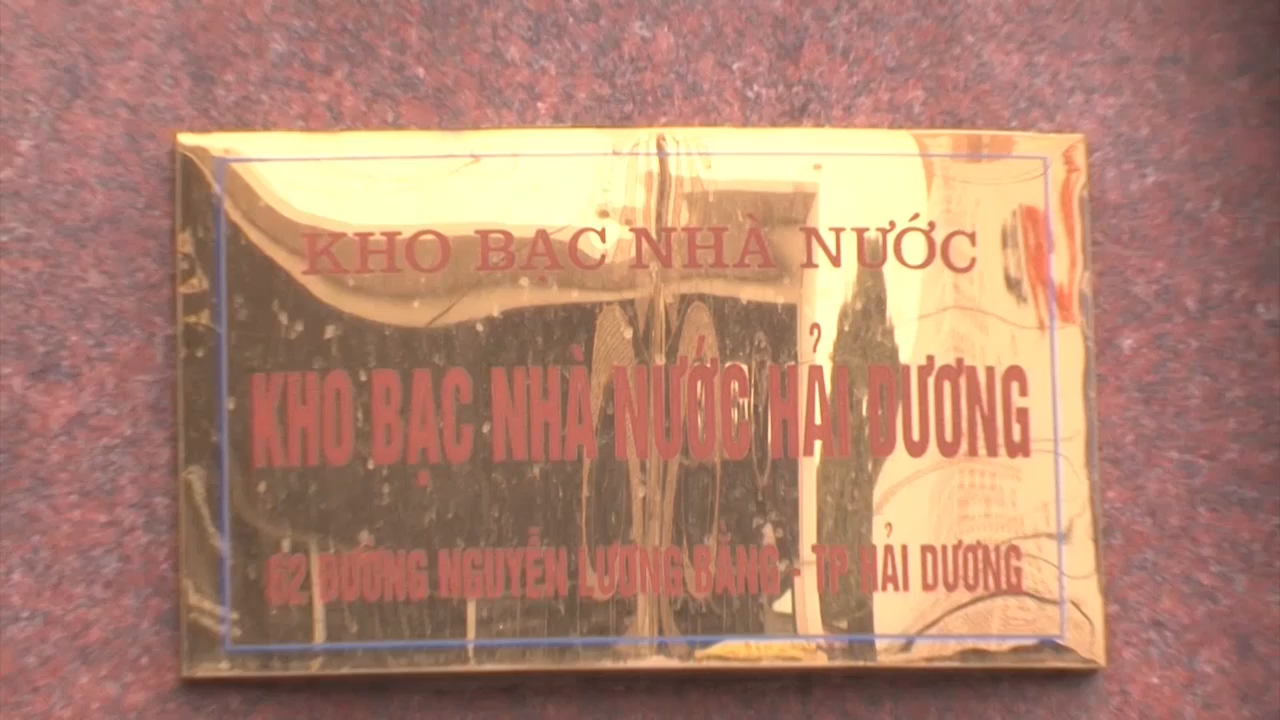 KHO BẠC NHÀ NƯỚC
KHO BẠC NHÀ NƯỚC HẢI DƯƠNG
62 ĐƯỜNG NGUYỄN LƯƠNG BẰNG - TP HẢI DƯƠNG